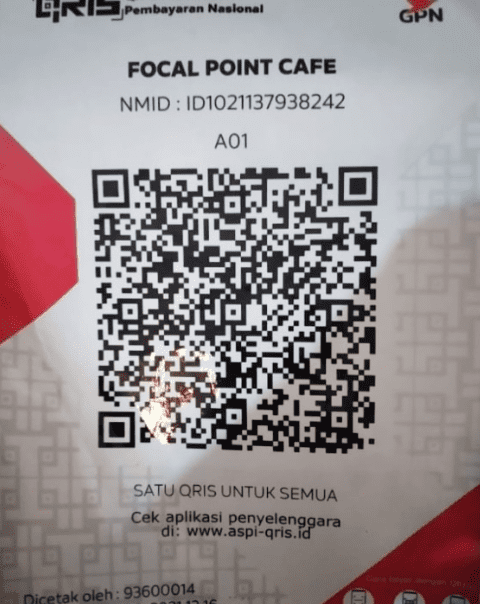 QRIS Pembayaran Nasional
GPN
FOCAL POINT CAFE
NMID : ID1021137938242
A01
SATU QRIS UNTUK SEMUA
Cek aplikasi penyelenggara
di: www.aspi-qris.id
Dicetak oleh : 93600014